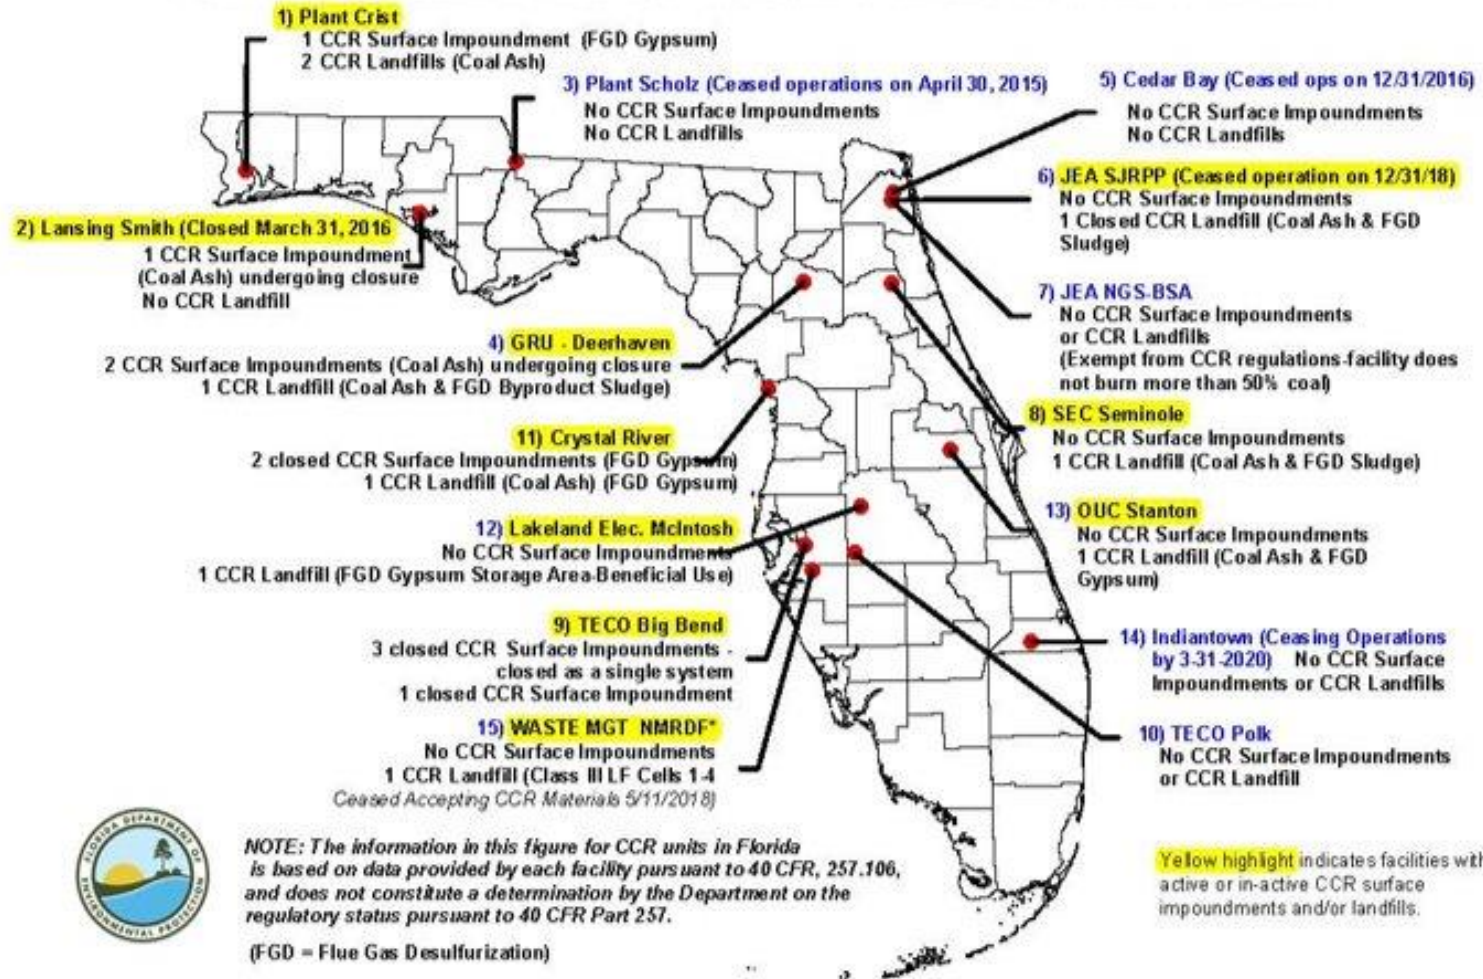 1) Plant Crist
1 CCR Surface Impoundment (FGD Gypsum)
2 CCR Landfills (Coal Ash)
3) Plant Scholz (Ceased operations on April 30, 2015)
No CCR Surface Impoundments
No CCR Landfills
5) Cedar Bay (Ceased ops on 12/31/2016)
No CCR Surface Impoundments
No CCR Landfills
6) JEA SJRPP (Ceased operation on 12/31/18)
No CCR Surface Impoundments
1 Closed CCR Landfill (Coal Ash & FGD
Sludge)
2) Lansing Smith (Closed March 31, 2016
1 CCR Surface Impoundment
(Coal Ash) undergoing closure
No CCR Landfill
7) JEA NGS-BSA
No CCR Surface Impoundments
or CCR Landfills
(Exempt from CCR regulations-facility does
not burn more than 50% coal)
4) GRU - Deerhaven
2 CCR Surface Impoundments (Coal Ash) undergoing closure
1 CCR Landfill (Coal Ash & FGD Byproduct Sludge)
8) SEC Seminole
No CCR Surface Impoundments
1 CCR Landfill (Coal Ash & FGD Sludge)
11) Crystal River
2 closed CCR Surface Impoundments (FGD Gypsum)
1 CCR Landfill (Coal Ash) (FGD Gypsum)
13) OUC Stanton
No CCR Surface Impoundments
1 CCR Landfill (Coal Ash & FGD
Gypsum)
12) Lakeland Elec. McIntosh
No CCR Surface Impoundments
1 CCR Landfill (FGD Gypsum Storage Area-Beneficial Use)
9) TECO Big Bend
3 closed CCR Surface Impoundments -
closed as a single system
1 closed CCR Surface Impoundment
14) Indiantown (Ceasing Operations
by 3-31-2020) No CCR Surface
Impoundments or CCR Landfills
15) WASTE MGT NMRDF*
No CCR Surface Impoundments
1 CCR Landfill (Class III LF Cells 1-4
Ceased Accepting CCR Materials 5/11/2018)
10) TECO Polk
No CCR Surface Impoundments
or CCR Landfill
FLORIDA DEPARTMENT OF
ENVIRONMENTAL PROTECTION
NOTE: The information in this figure for CCR units in Florida
is based on data provided by each facility pursuant to 40 CFR, 257.106,
and does not constitute a determination by the Department on the
regulatory status pursuant to 40 CFR Part 257.
(FGD = Flue Gas Desulfurization)
Yellow highlight indicates facilities with
active or in-active CCR surface
impoundments and/or landfills.